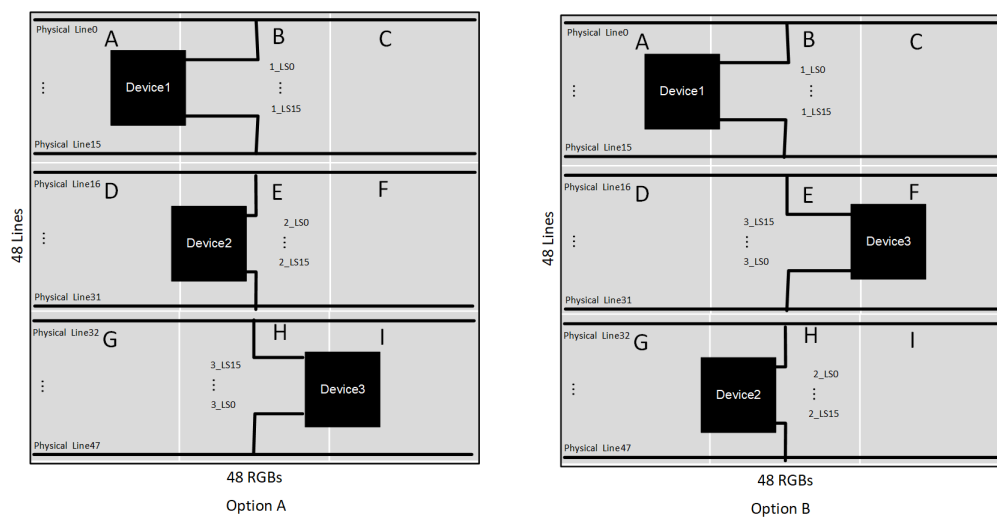 Physical Line0
A
B
C
Device1
1_LS0
⋮
⋮
1_LS15
Physical Line15
Physical Line16
D
E
F
2_LS0
Device2
⋮
⋮
2_LS15
Physical Line31
Physical Line32
G
H
I
3_LS15
Device3
⋮
⋮
3_LS0
Physical Line47
48 Lines
48 RGBs
Option A
Physical Line0
A
B
C
Device1
1_LS0
⋮
⋮
1_LS15
Physical Line15
Physical Line16
D
E
F
3_LS15
Device3
⋮
⋮
3_LS0
Physical Line31
Physical Line32
G
H
I
2_LS0
Device2
⋮
⋮
2_LS15
Physical Line47
48 Lines
48 RGBs
Option B